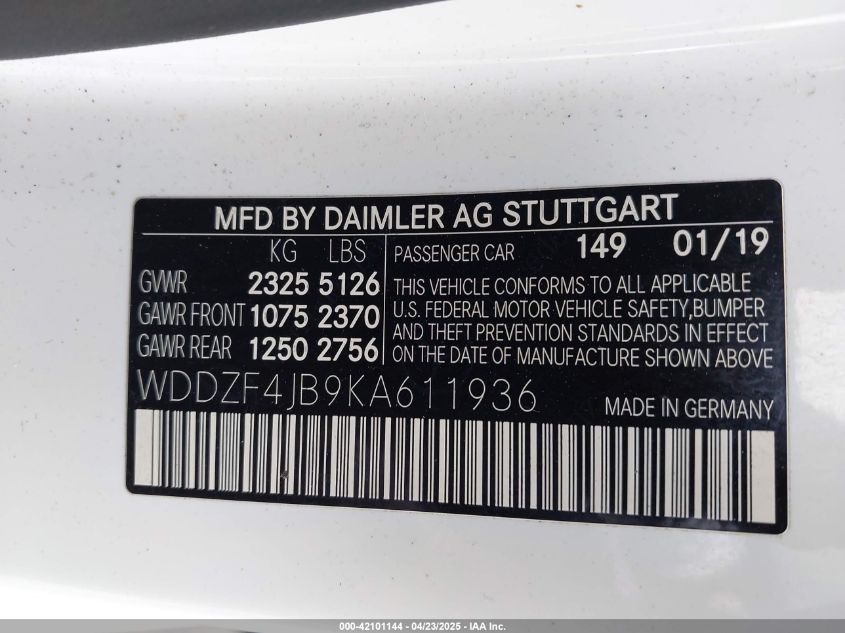 MFD BY DAIMLER AG STUTTGART
KG LBS
GVWR 2325 5126
GAWR FRONT 1075 2370
GAWR REAR 1250 2756
PASSENGER CAR 149 01/19
THIS VEHICLE CONFORMS TO ALL APPLICABLE
U.S. FEDERAL MOTOR VEHICLE SAFETY,BUMPER
AND THEFT PREVENTION STANDARDS IN EFFECT
ON THE DATE OF MANUFACTURE SHOWN ABOVE
WDDZF4JB9KA611936
MADE IN GERMANY
000-42101144 - 04/23/2025 - IAA Inc.